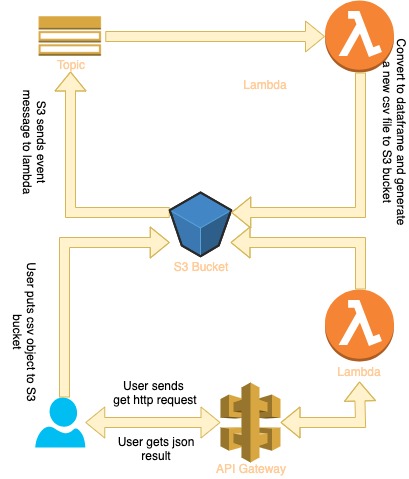 Topic
Lambda
Convert to dataframe and generate
a new csv file to S3 bucket
S3 sends event
message to lambda
S3 Bucket
User puts csv object to S3
bucket
Lambda
User sends
get http request
User gets json
result
API Gateway